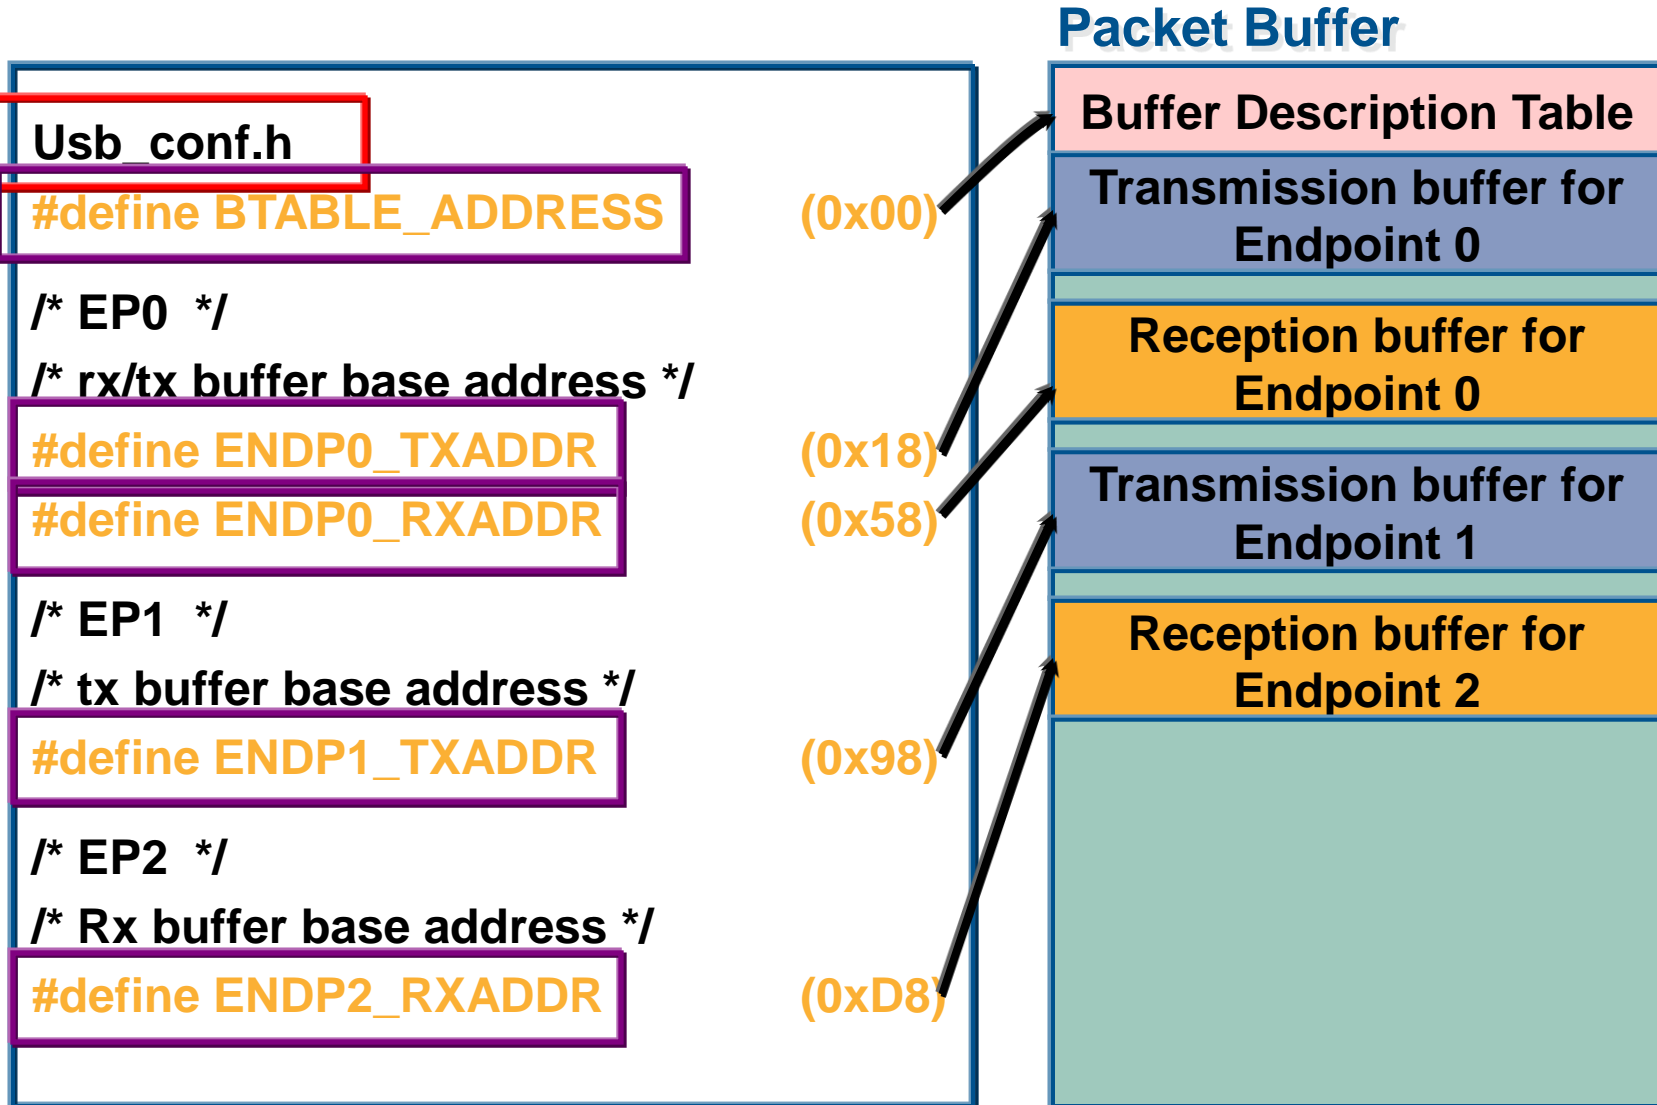 Packet Buffer
Usb_conf.h
#define BTABLE_ADDRESS (0x00)
/* EP0 */
/* rx/tx buffer base address */
#define ENDP0_TXADDR (0x18)
#define ENDP0_RXADDR (0x58)
/* EP1 */
/* tx buffer base address */
#define ENDP1_TXADDR (0x98)
/* EP2 */
/* Rx buffer base address */
#define ENDP2_RXADDR (0xD8)
Buffer Description Table
Transmission buffer for
Endpoint 0
Reception buffer for
Endpoint 0
Transmission buffer for
Endpoint 1
Reception buffer for
Endpoint 2